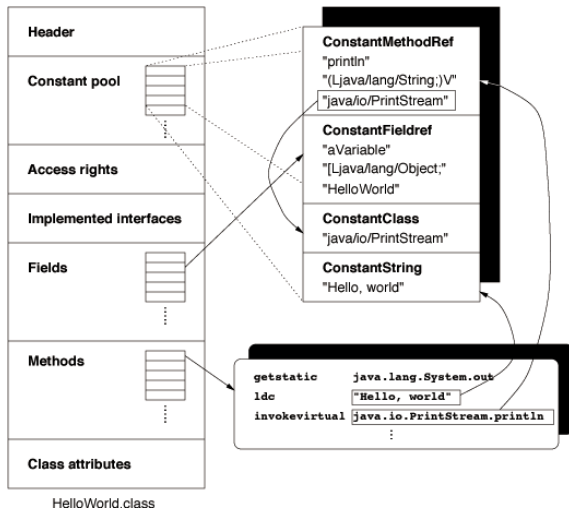 Header
Constant pool
Access rights
Implemented interfaces
Fields
Methods
Class attributes
HelloWorld.class
ConstantMethodRef
"println"
"(Ljava/lang/String;)V"
"java/io/PrintStream"
ConstantFieldref
"aVariable"
"[Ljava/lang/Object;"
"HelloWorld"
ConstantClass
"java/io/PrintStream"
ConstantString
"Hello, world"
getstatic java.lang.System.out
ldc "Hello, world"
invokevirtual java.io.PrintStream.println